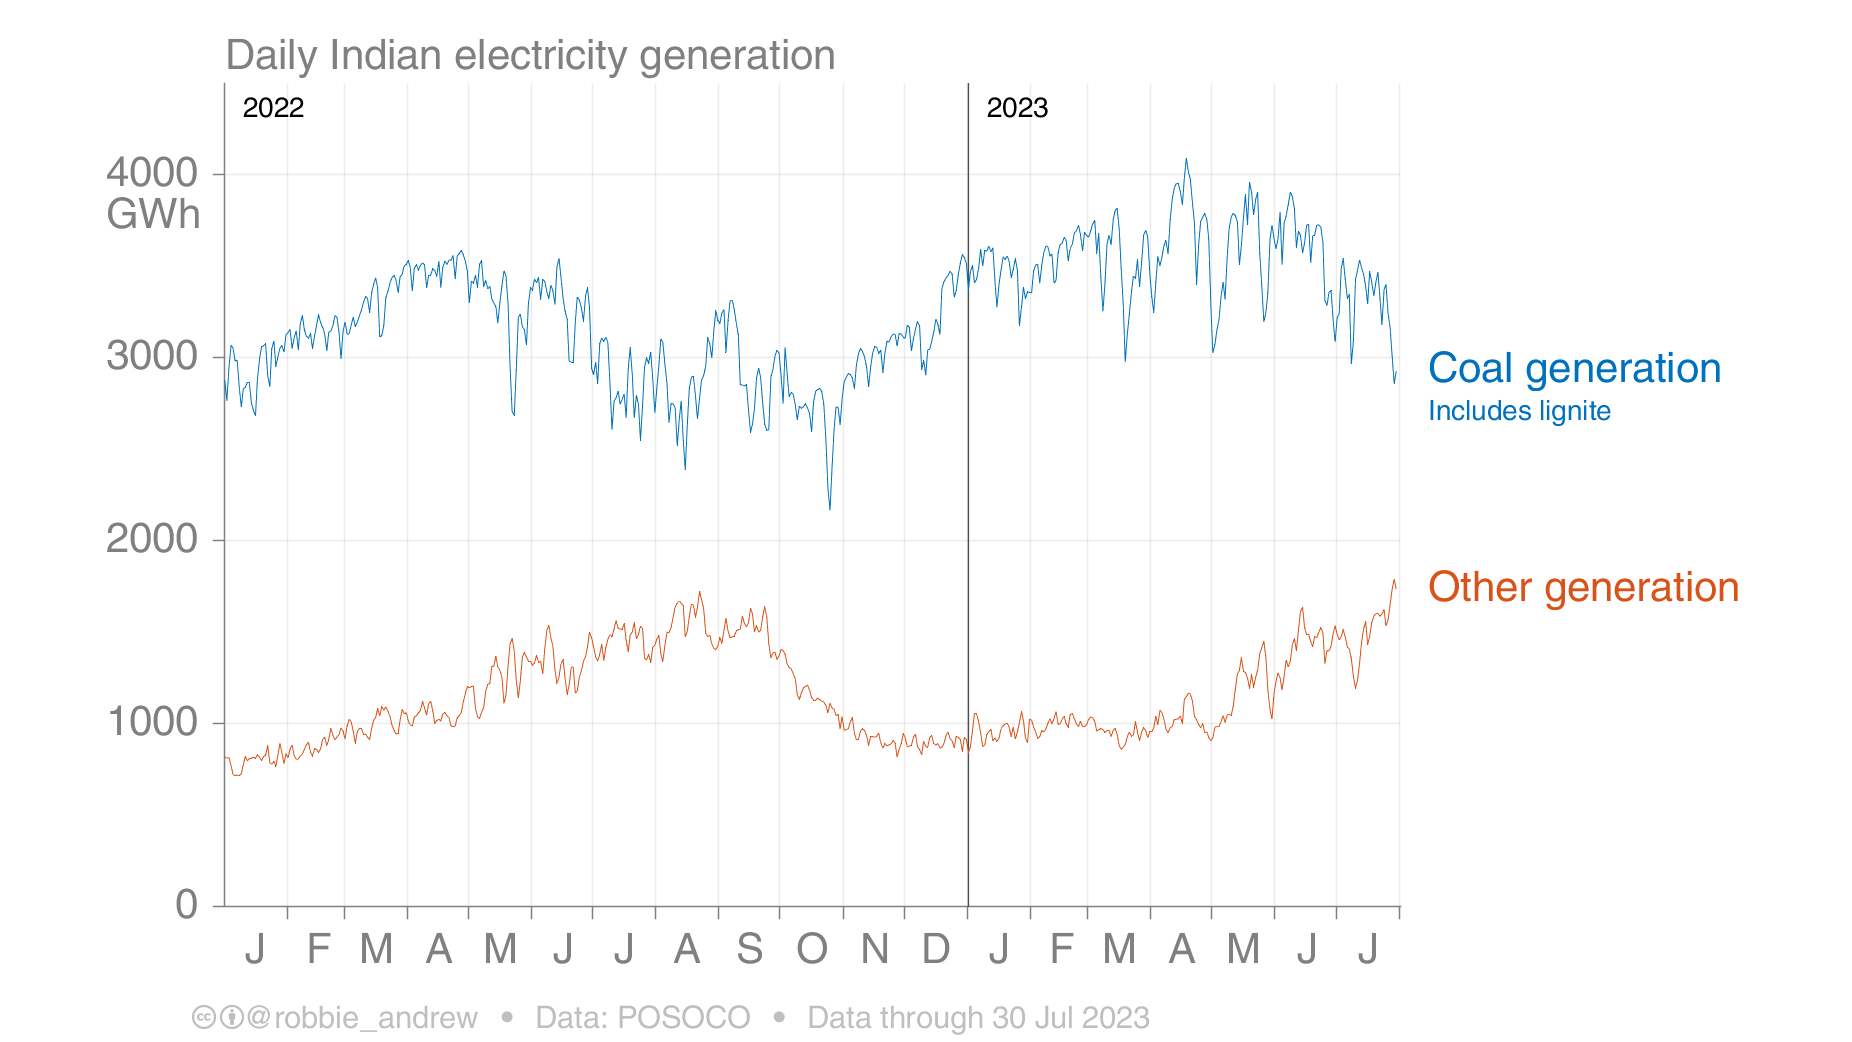 Daily Indian electricity generation
2022
2023
4000
GWh
3000
2000
1000
0
Coal generation
Includes lignite
Other generation
J F M A M J J A S O N D J F M A M J J
cc @robbie_andrew • Data: POSOCO • Data through 30 Jul 2023